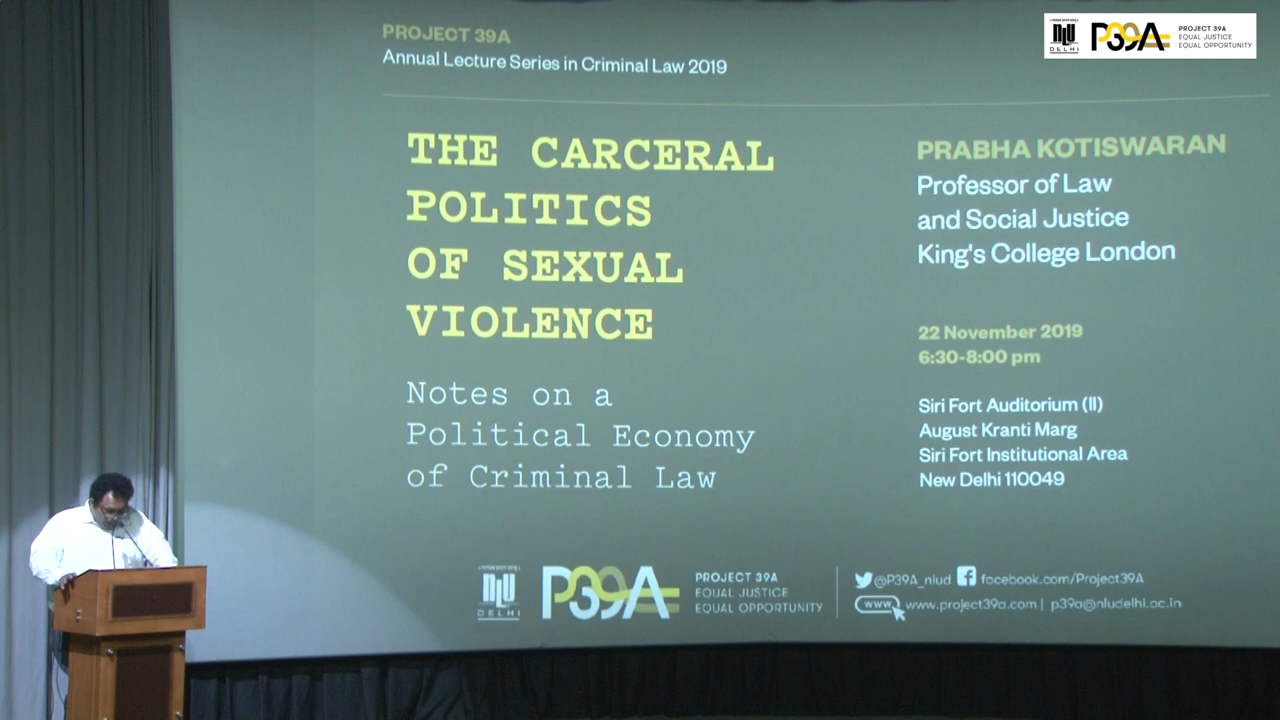 PROJECT 39A
Annual Lecture Series in Criminal Law 2019
THE CARCERAL
POLITICS
OF SEXUAL
VIOLENCE
Notes on a
Political Economy
of Criminal Law
PRABHA KOTISWARAN
Professor of Law
and Social Justice
King's College London
22 November 2019
6:30-8:00 pm
Siri Fort Auditorium (II)
August Kranti Marg
Siri Fort Institutional Area
New Delhi 110049
NLU
DELHI
P39A
PROJECT 39A
EQUAL JUSTICE
EQUAL OPPORTUNITY
@P39A_nlud
facebook.com/Project39A
www
www.project39a.com | p39a@nludelhi.ac.in
NLU
DELHI
P39A
PROJECT 39A
EQUAL JUSTICE
EQUAL OPPORTUNITY